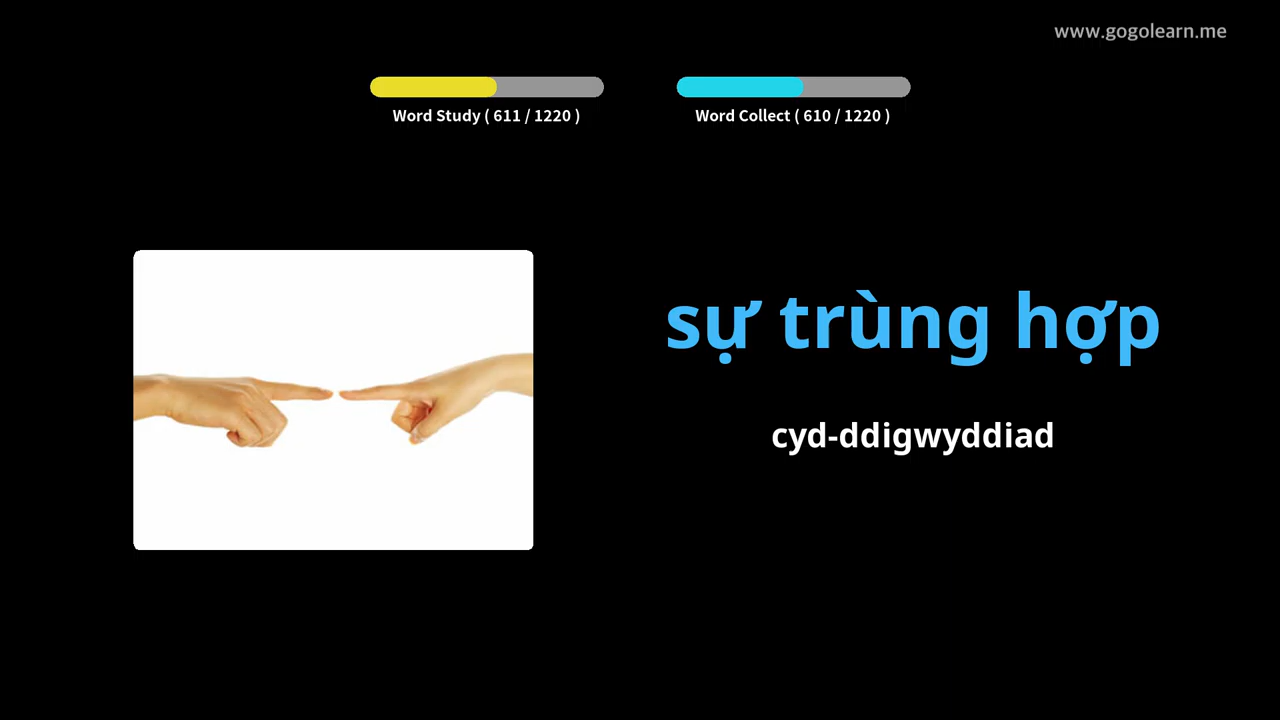 www.gogolearn.me
Word Study ( 611 / 1220 )
Word Collect ( 610 / 1220 )
sự trùng hợp
cyd-ddigwyddiad